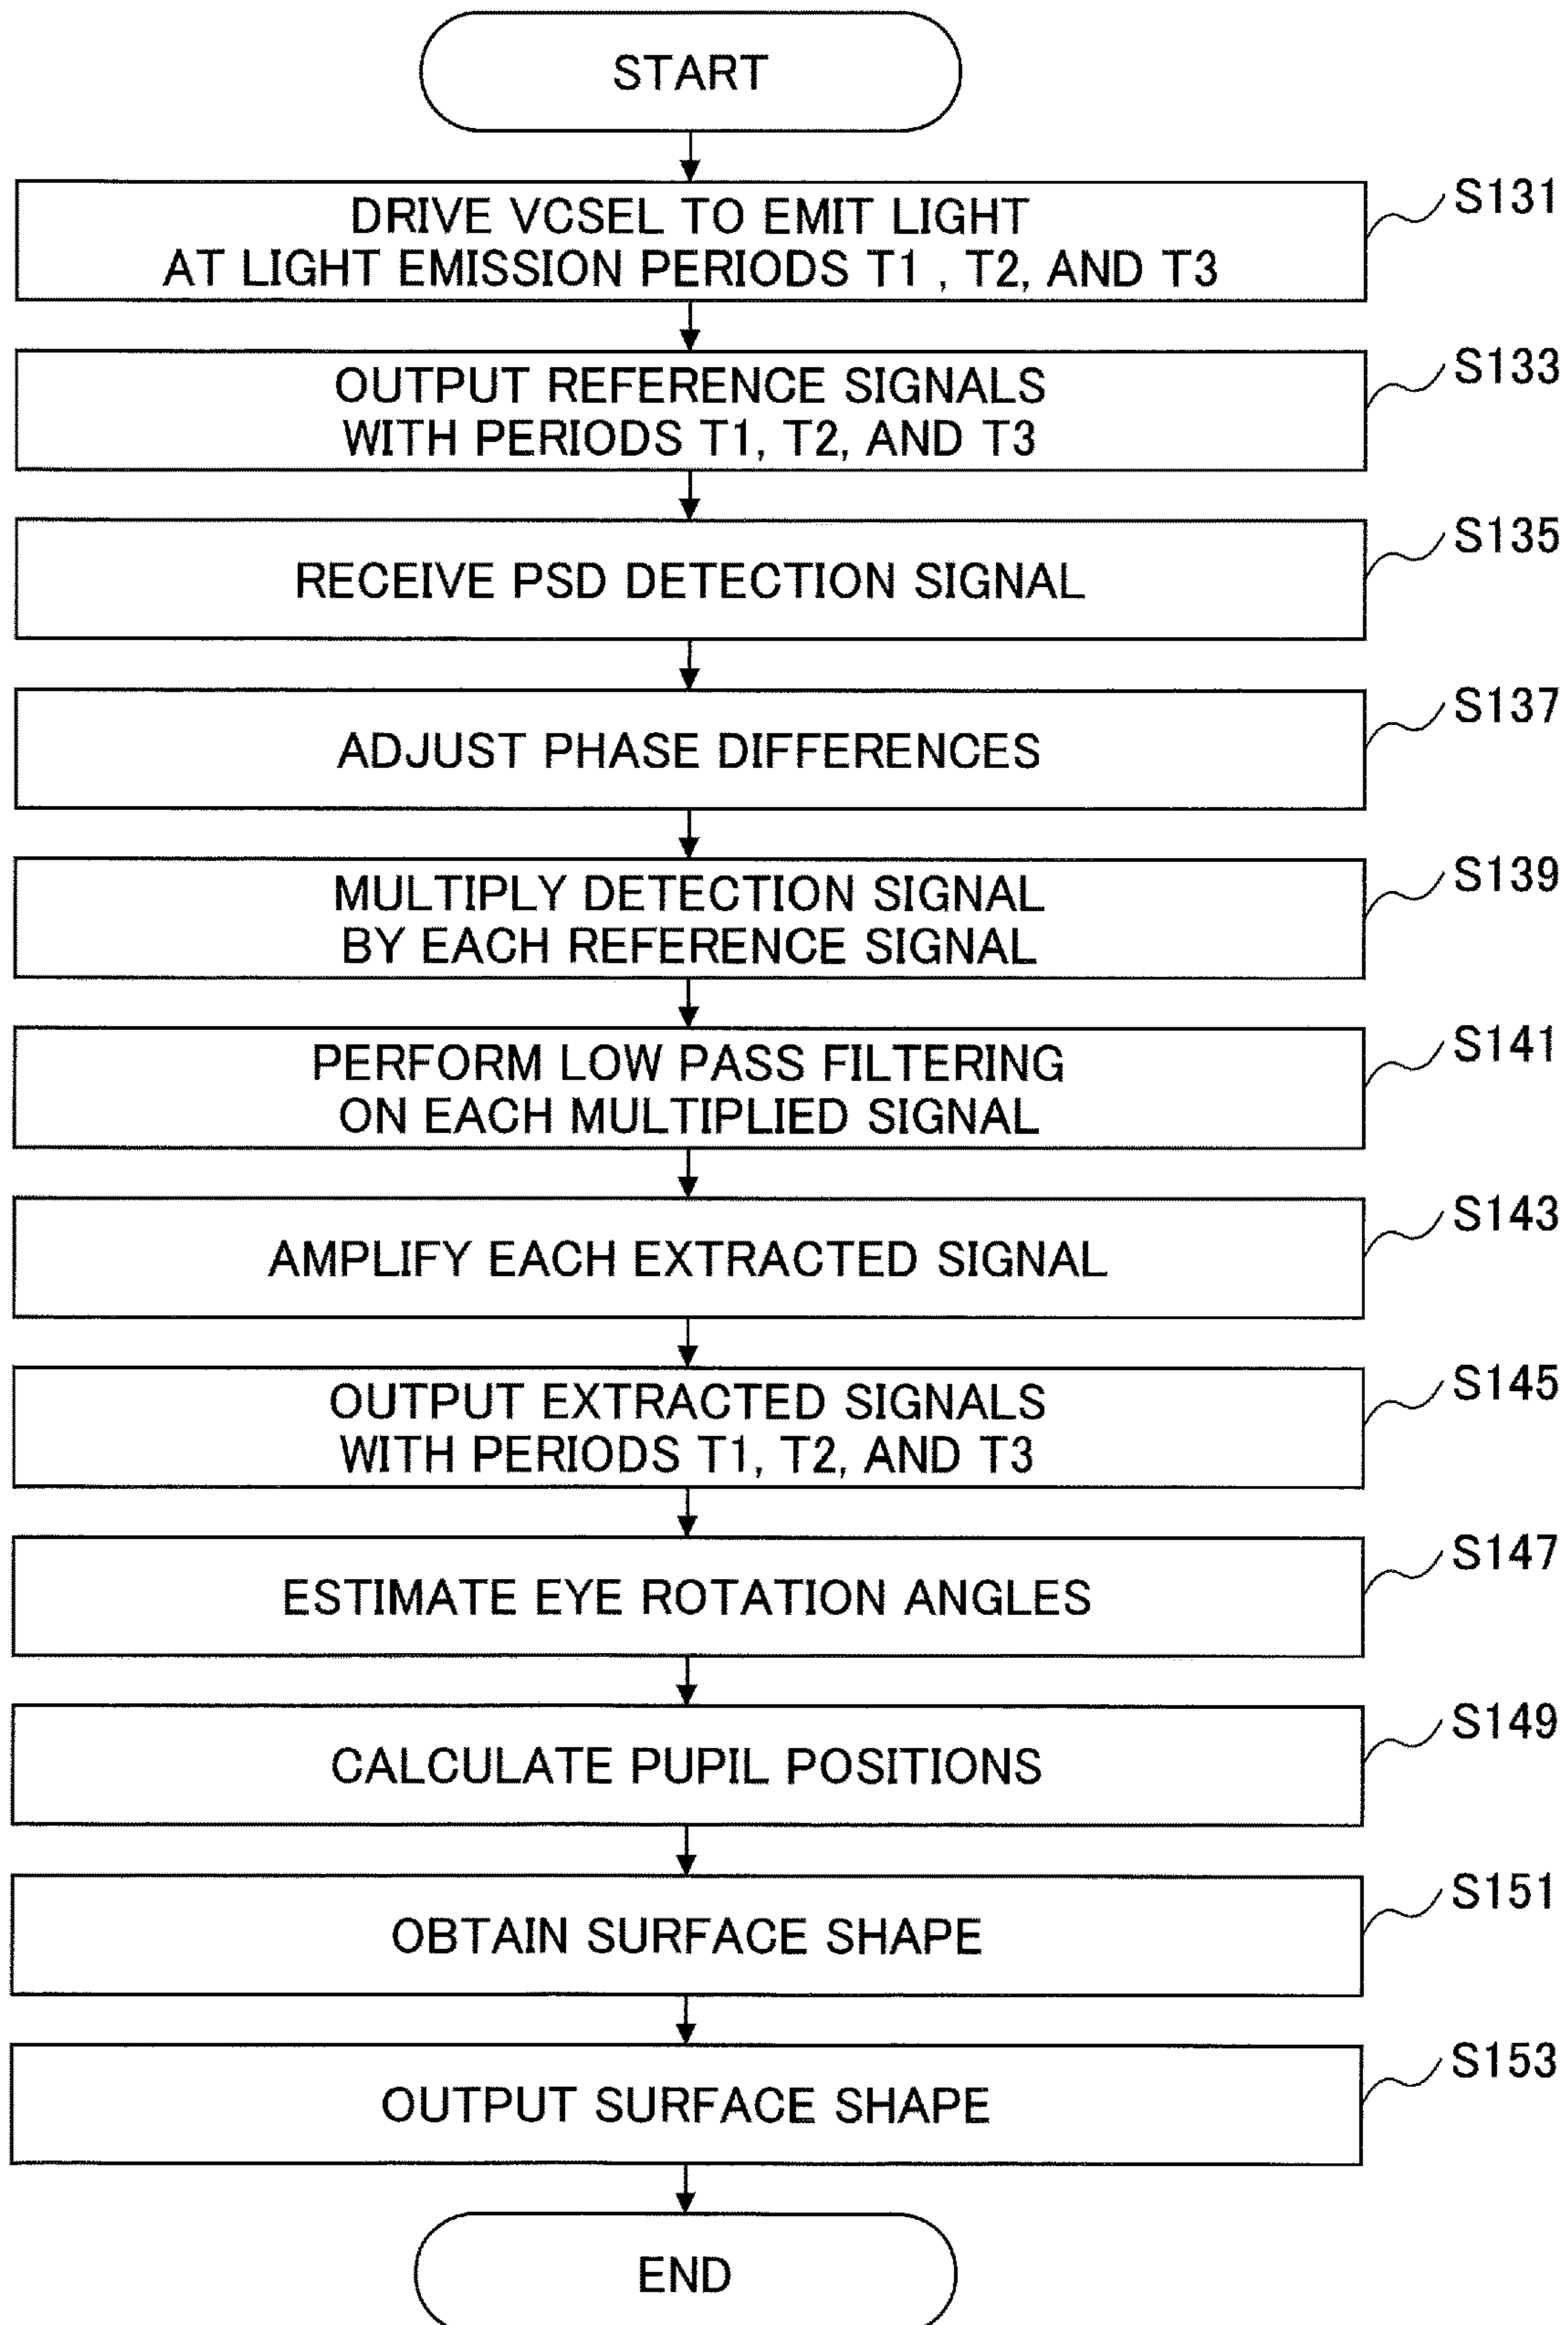 START
DRIVE VCSEL TO EMIT LIGHT
AT LIGHT EMISSION PERIODS T1 , T2, AND T3
S131
OUTPUT REFERENCE SIGNALS
WITH PERIODS T1, T2, AND T3
S133
RECEIVE PSD DETECTION SIGNAL
S135
ADJUST PHASE DIFFERENCES
S137
MULTIPLY DETECTION SIGNAL
BY EACH REFERENCE SIGNAL
S139
PERFORM LOW PASS FILTERING
ON EACH MULTIPLIED SIGNAL
S141
AMPLIFY EACH EXTRACTED SIGNAL
S143
OUTPUT EXTRACTED SIGNALS
WITH PERIODS T1, T2, AND T3
S145
ESTIMATE EYE ROTATION ANGLES
S147
CALCULATE PUPIL POSITIONS
S149
OBTAIN SURFACE SHAPE
S151
OUTPUT SURFACE SHAPE
S153
END